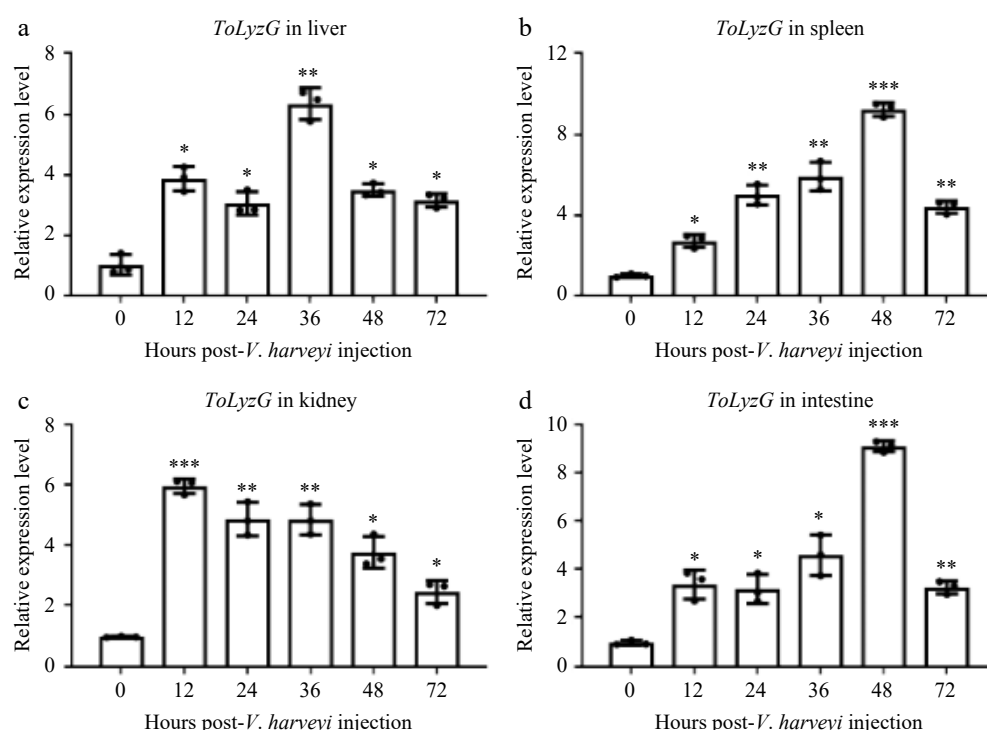 a
ToLyzG in liver
Relative expression level
8
6
4
2
0
*
*
**
*
*
0 12 24 36 48 72
Hours post-V. harveyi injection
b
ToLyzG in spleen
Relative expression level
12
8
4
0
*
**
**
***
**
0 12 24 36 48 72
Hours post-V. harveyi injection
c
ToLyzG in kidney
Relative expression level
8
6
4
2
0
***
**
**
*
*
0 12 24 36 48 72
Hours post-V. harveyi injection
d
ToLyzG in intestine
Relative expression level
10
8
6
4
2
0
*
*
*
***
**
0 12 24 36 48 72
Hours post-V. harveyi injection